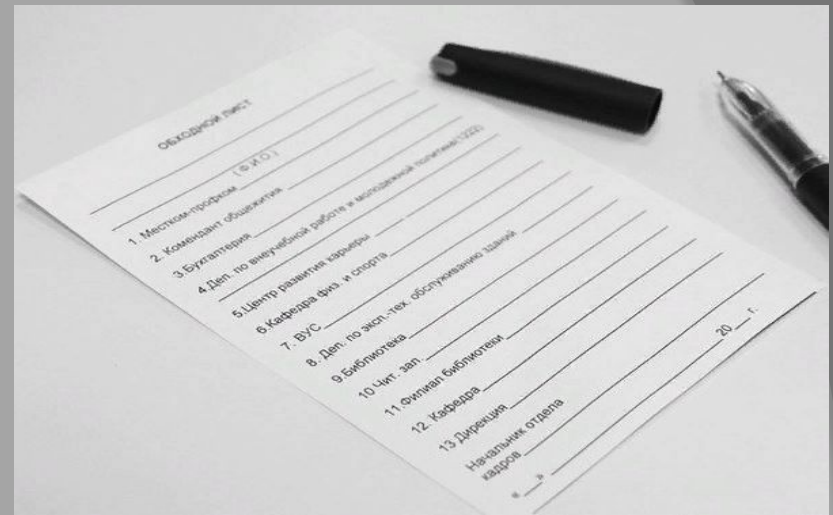 ОБХОДНОЙ ЛИСТ
( Ф.И.О.)
1. Местком-профком
2. Комендант общежития
3.Бухгалтерия
4.Деп. по внеучебной работе и молодежной политике(1222)
5.Центр развития карьеры
6.Кафедра физ. и спорта
7. ВУС
8. Деп. по эксп.-тех. обслуживанию зданий
9.Библиотека
10 Чит. зал.
11.Филиал библиотеки
12. Кафедра
13.Дирекция
Начальник отдела
кадров
«__» 20__ г.